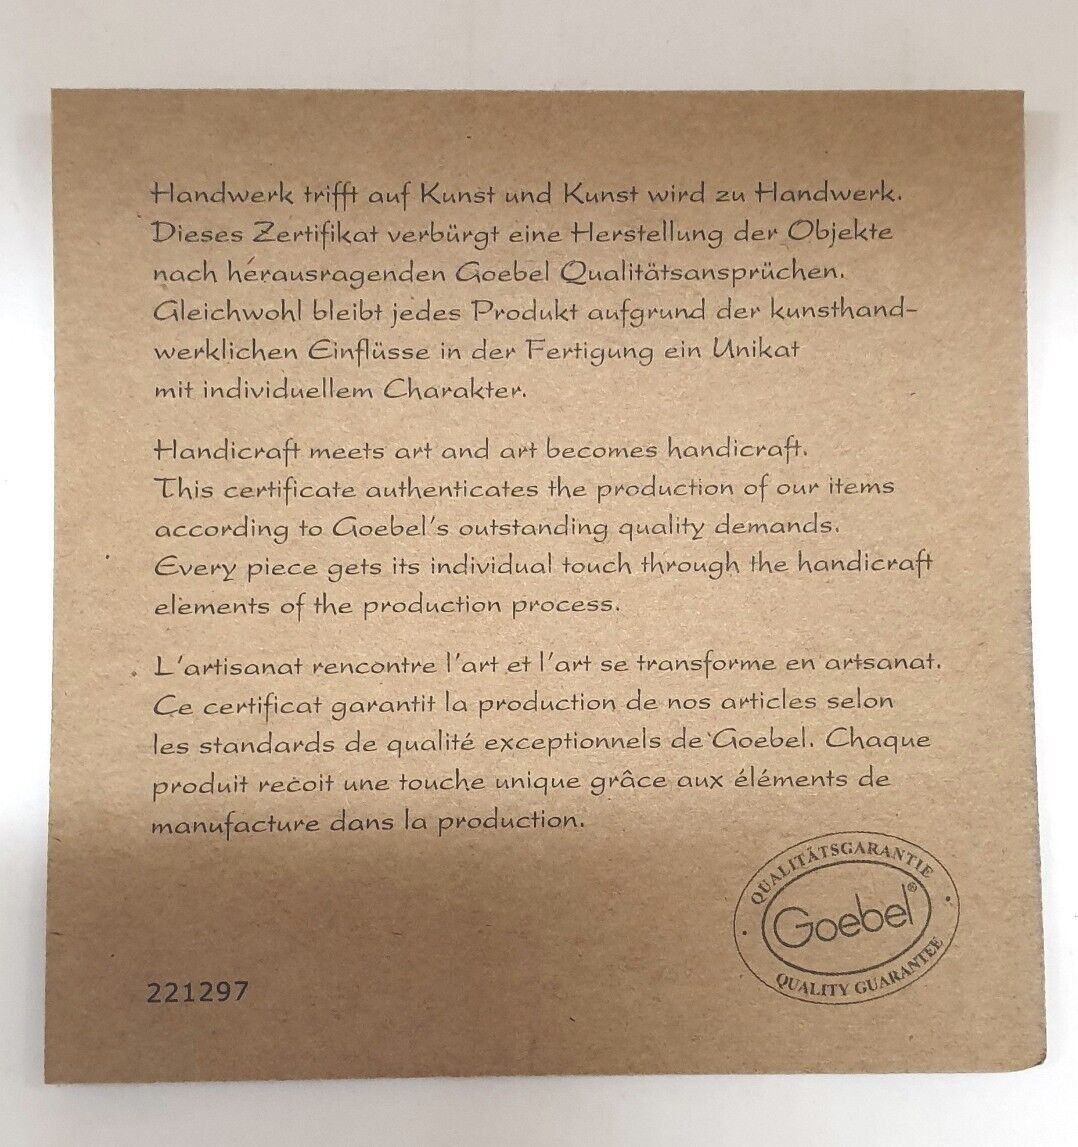 Handwerk trifft auf Kunst und Kunst wird zu Handwerk.
Dieses Zertifikat verbürgt eine Herstellung der Objekte
nach herausragenden Goebel Qualitätsansprüchen.
Gleichwohl bleibt jedes Produkt aufgrund der kunsthand-
werklichen Einflüsse in der Fertigung ein Unikat
mit individuellem Charakter.
Handicraft meets art and art becomes handicraft.
This certificate authenticates the production of our items
according to Goebel's outstanding quality demands.
Every piece gets its individual touch through the handicraft
elements of the production process.
L'artisanat rencontre l'art et l'art se transforme en artsanat.
Ce certificat garantit la production de nos articles selon
les standards de qualité exceptionnels de Goebel. Chaque
produit recoit une touche unique grâce aux éléments de
manufacture dans la production.
QUALITÄTSGARANTIE
Goebel®
QUALITY GUARANTEE
221297